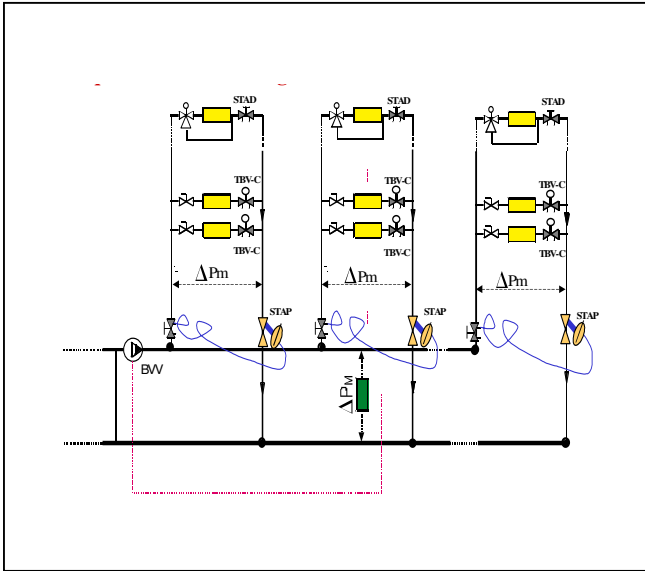 STAD STAD STAD
TBV-C TBV-C TBV-C
TBV-C TBV-C TBV-C
ΔPm ΔPm ΔPm
STAP STAP STAP
BVV
ΔPM